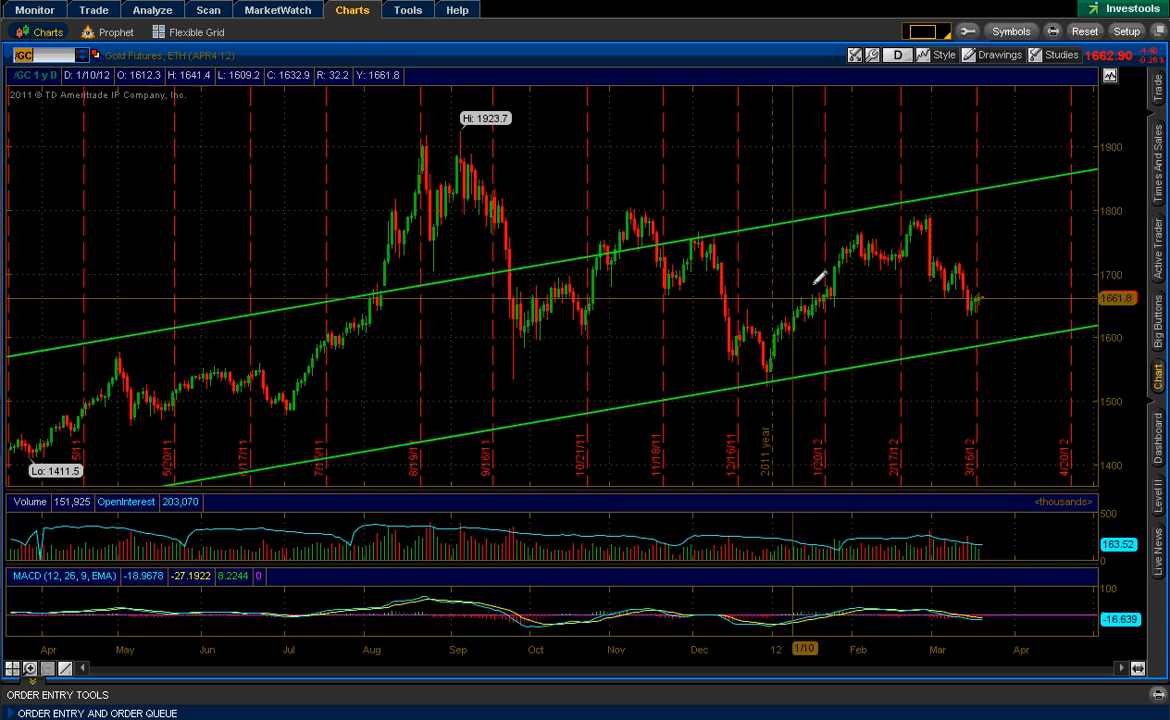 Monitor Trade Analyze Scan MarketWatch Charts Tools Help Investools
Charts Prophet Flexible Grid Symbols Reset Setup
/GC Gold Futures, ETH (APR4 12) D Style Drawings Studies 1662.90 -4.40 -0.26%
/GC 1 y D D: 1/10/12 O: 1612.3 H: 1641.4 L: 1609.2 C: 1632.9 R: 32.2 Y: 1661.8
2011 © TD Ameritrade IP Company, Inc.
Hi: 1923.7
1900
1800
1700
1661.8
1600
1500
1400
Lo: 1411.5
5/20/11
7/15/11
8/19/11
9/16/11
10/21/11
11/18/11
12/16/11
2011 year
1/20/12
2/17/12
3/16/12
4/20/12
Volume 151,925 OpenInterest 203,070 <thousands>
500
163.52
0
MACD (12, 26, 9, EMA) -18.9678 -27.1922 8.2244 0
100
-16.639
Apr May Jun Jul Aug Sep Oct Nov Dec 12 1/10 Feb Mar Apr
ORDER ENTRY TOOLS
ORDER ENTRY AND ORDER QUEUE
Trade
Times And Sales
Active Trader
Big Buttons
Chart
Dashboard
Level II
Live News